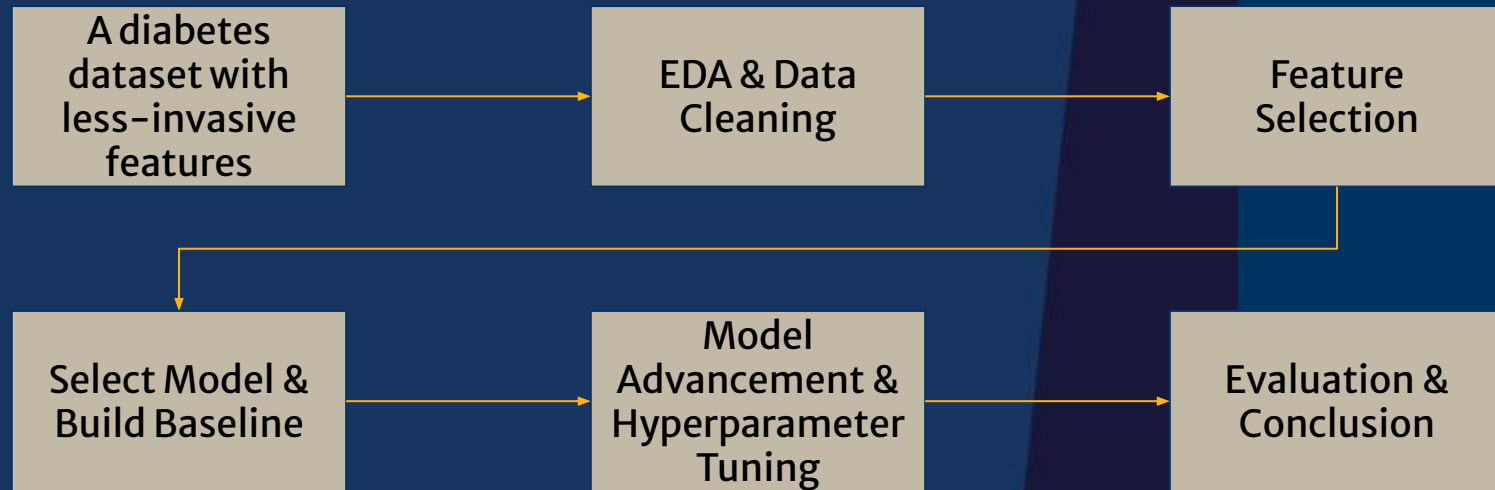 A diabetes
dataset with
less-invasive
features
EDA & Data
Cleaning
Feature
Selection
Select Model &
Build Baseline
Model
Advancement &
Hyperparameter
Tuning
Evaluation &
Conclusion